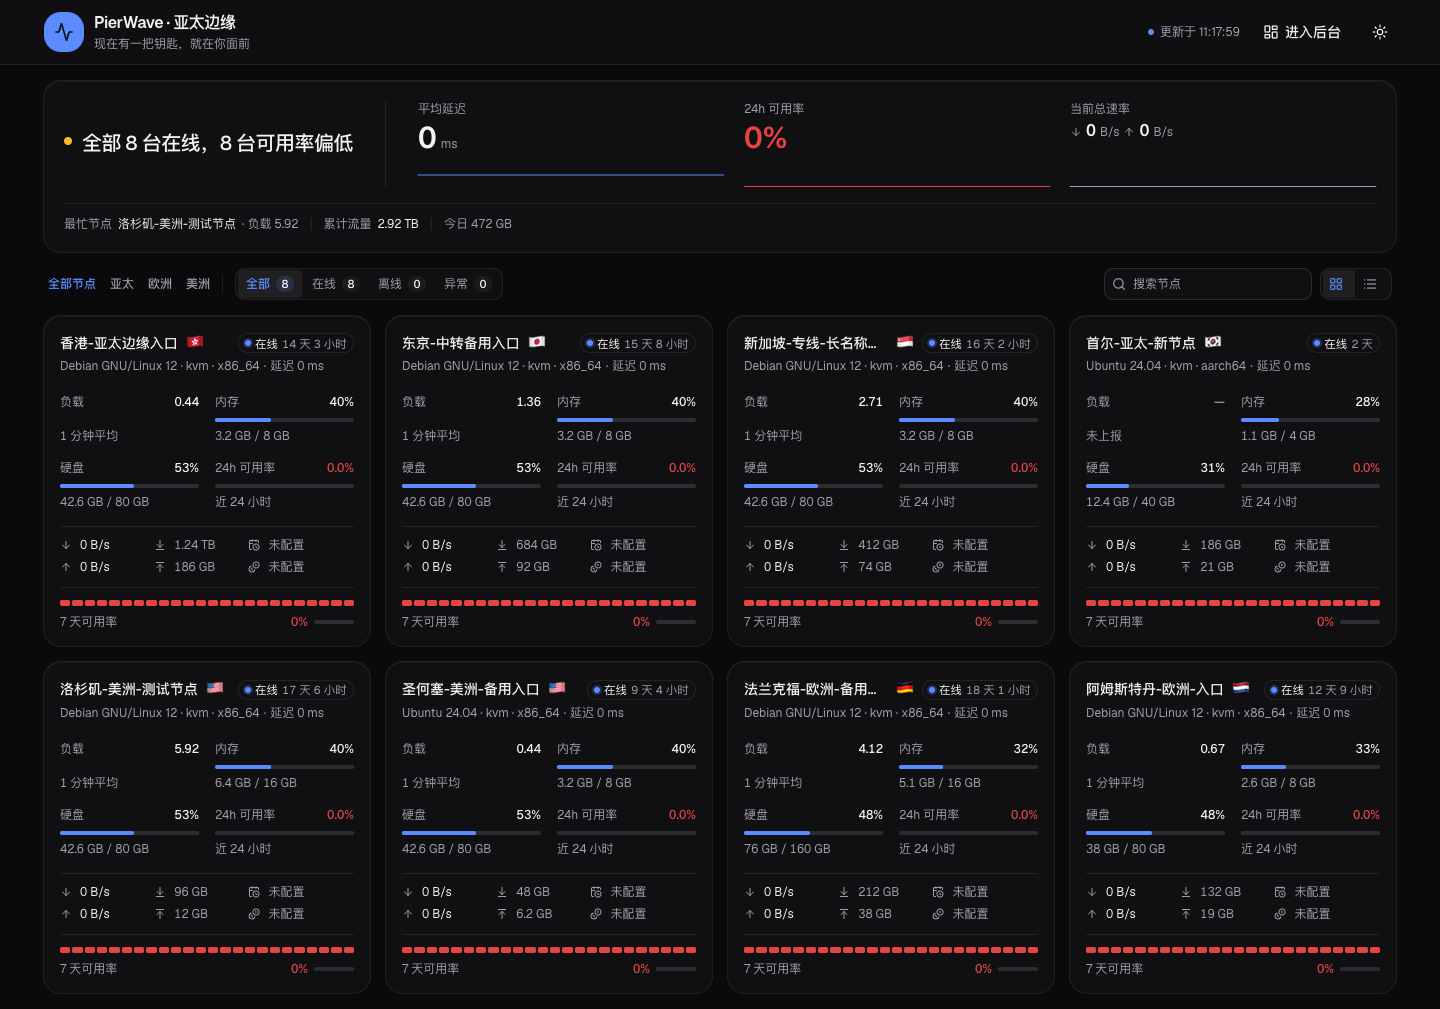 PierWave · 亚太边缘
现在有一把钥匙，就在你面前
更新于 11:17:59
进入后台
全部 8 台在线，8 台可用率偏低
平均延迟
0 ms
24h 可用率
0%
当前总速率
↓ 0 B/s ↑ 0 B/s
最忙节点 洛杉矶-美洲-测试节点 · 负载 5.92
累计流量 2.92 TB
今日 472 GB
全部节点 亚太 欧洲 美洲
全部 8 在线 8 离线 0 异常 0
搜索节点
香港-亚太边缘入口 在线 14 天 3 小时
Debian GNU/Linux 12 · kvm · x86_64 · 延迟 0 ms
负载 0.44 内存 40%
1 分钟平均 3.2 GB / 8 GB
硬盘 53% 24h 可用率 0.0%
42.6 GB / 80 GB 近 24 小时
↓ 0 B/s 1.24 TB 未配置
↑ 0 B/s 186 GB 未配置
7 天可用率 0%
东京-中转备用入口 在线 15 天 8 小时
Debian GNU/Linux 12 · kvm · x86_64 · 延迟 0 ms
负载 1.36 内存 40%
1 分钟平均 3.2 GB / 8 GB
硬盘 53% 24h 可用率 0.0%
42.6 GB / 80 GB 近 24 小时
↓ 0 B/s 684 GB 未配置
↑ 0 B/s 92 GB 未配置
7 天可用率 0%
新加坡-专线-长名称... 在线 16 天 2 小时
Debian GNU/Linux 12 · kvm · x86_64 · 延迟 0 ms
负载 2.71 内存 40%
1 分钟平均 3.2 GB / 8 GB
硬盘 53% 24h 可用率 0.0%
42.6 GB / 80 GB 近 24 小时
↓ 0 B/s 412 GB 未配置
↑ 0 B/s 74 GB 未配置
7 天可用率 0%
首尔-亚太-新节点 在线 2 天
Ubuntu 24.04 · kvm · aarch64 · 延迟 0 ms
负载 — 内存 28%
未上报 1.1 GB / 4 GB
硬盘 31% 24h 可用率 0.0%
12.4 GB / 40 GB 近 24 小时
↓ 0 B/s 186 GB 未配置
↑ 0 B/s 21 GB 未配置
7 天可用率 0%
洛杉矶-美洲-测试节点 在线 17 天 6 小时
Debian GNU/Linux 12 · kvm · x86_64 · 延迟 0 ms
负载 5.92 内存 40%
1 分钟平均 6.4 GB / 16 GB
硬盘 53% 24h 可用率 0.0%
42.6 GB / 80 GB 近 24 小时
↓ 0 B/s 96 GB 未配置
↑ 0 B/s 12 GB 未配置
7 天可用率 0%
圣何塞-美洲-备用入口 在线 9 天 4 小时
Ubuntu 24.04 · kvm · x86_64 · 延迟 0 ms
负载 0.44 内存 40%
1 分钟平均 3.2 GB / 8 GB
硬盘 53% 24h 可用率 0.0%
42.6 GB / 80 GB 近 24 小时
↓ 0 B/s 48 GB 未配置
↑ 0 B/s 6.2 GB 未配置
7 天可用率 0%
法兰克福-欧洲-备用... 在线 18 天 1 小时
Debian GNU/Linux 12 · kvm · x86_64 · 延迟 0 ms
负载 4.12 内存 32%
1 分钟平均 5.1 GB / 16 GB
硬盘 48% 24h 可用率 0.0%
76 GB / 160 GB 近 24 小时
↓ 0 B/s 212 GB 未配置
↑ 0 B/s 38 GB 未配置
7 天可用率 0%
阿姆斯特丹-欧洲-入口 在线 12 天 9 小时
Debian GNU/Linux 12 · kvm · x86_64 · 延迟 0 ms
负载 0.67 内存 33%
1 分钟平均 2.6 GB / 8 GB
硬盘 48% 24h 可用率 0.0%
38 GB / 80 GB 近 24 小时
↓ 0 B/s 132 GB 未配置
↑ 0 B/s 19 GB 未配置
7 天可用率 0%